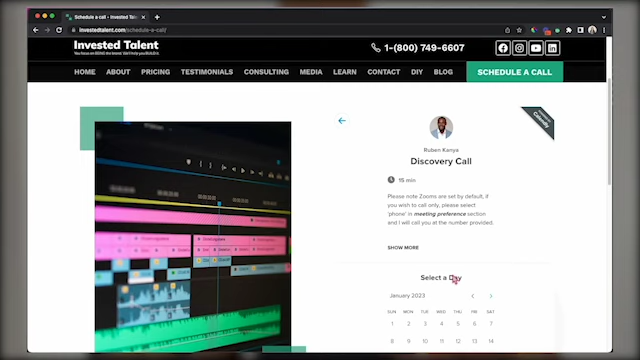 Schedule a call - Invested Talen
investedtalent.com/schedule-a-call/
Invested Talent
1-(800) 749-6607
HOME ABOUT PRICING TESTIMONIALS CONSULTING MEDIA LEARN CONTACT DIY BLOG SCHEDULE A CALL
Calendly
Ruben Kanya
Discovery Call
15 min
Please note Zooms are set by default, if
you wish to call only, please select
'phone' in meeting preference section
and I will call you at the number provided.
SHOW MORE
Select a Day
January 2023
SUN MON TUE WED THU FRI SAT
1 2 3 4 5 6 7
8 9 10 11 12 13 14